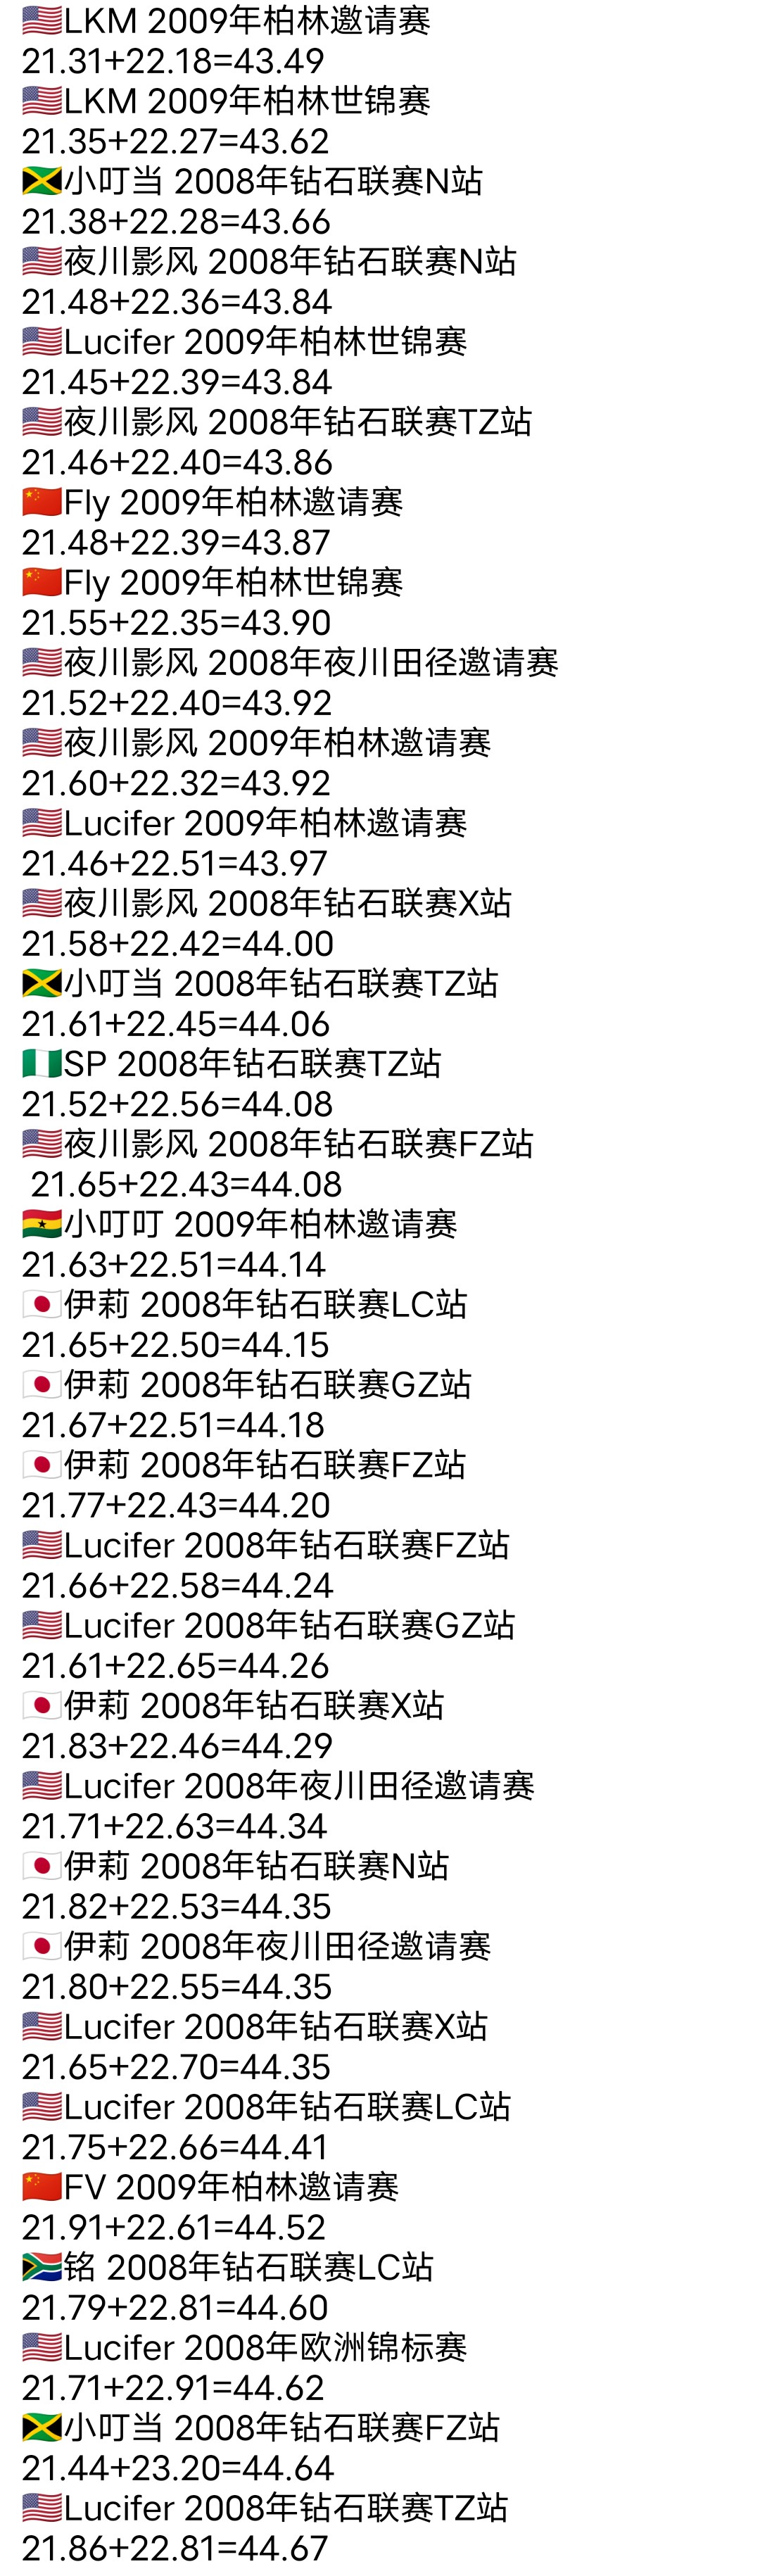 🇺🇸LKM 2009年柏林邀请赛
21.31+22.18=43.49
🇺🇸LKM 2009年柏林世锦赛
21.35+22.27=43.62
🇯🇲小叮当 2008年钻石联赛N站
21.38+22.28=43.66
🇺🇸夜川影风 2008年钻石联赛N站
21.48+22.36=43.84
🇺🇸Lucifer 2009年柏林世锦赛
21.45+22.39=43.84
🇺🇸夜川影风 2008年钻石联赛TZ站
21.46+22.40=43.86
🇨🇳Fly 2009年柏林邀请赛
21.48+22.39=43.87
🇨🇳Fly 2009年柏林世锦赛
21.55+22.35=43.90
🇺🇸夜川影风 2008年夜川田径邀请赛
21.52+22.40=43.92
🇺🇸夜川影风 2009年柏林邀请赛
21.60+22.32=43.92
🇺🇸Lucifer 2009年柏林邀请赛
21.46+22.51=43.97
🇺🇸夜川影风 2008年钻石联赛X站
21.58+22.42=44.00
🇯🇲小叮当 2008年钻石联赛TZ站
21.61+22.45=44.06
🇳🇬SP 2008年钻石联赛TZ站
21.52+22.56=44.08
🇺🇸夜川影风 2008年钻石联赛FZ站
21.65+22.43=44.08
🇬🇭小叮叮 2009年柏林邀请赛
21.63+22.51=44.14
🇯🇵伊莉 2008年钻石联赛LC站
21.65+22.50=44.15
🇯🇵伊莉 2008年钻石联赛GZ站
21.67+22.51=44.18
🇯🇵伊莉 2008年钻石联赛FZ站
21.77+22.43=44.20
🇺🇸Lucifer 2008年钻石联赛FZ站
21.66+22.58=44.24
🇺🇸Lucifer 2008年钻石联赛GZ站
21.61+22.65=44.26
🇯🇵伊莉 2008年钻石联赛X站
21.83+22.46=44.29
🇺🇸Lucifer 2008年夜川田径邀请赛
21.71+22.63=44.34
🇯🇵伊莉 2008年钻石联赛N站
21.82+22.53=44.35
🇯🇵伊莉 2008年夜川田径邀请赛
21.80+22.55=44.35
🇺🇸Lucifer 2008年钻石联赛X站
21.65+22.70=44.35
🇺🇸Lucifer 2008年钻石联赛LC站
21.75+22.66=44.41
🇨🇳FV 2009年柏林邀请赛
21.91+22.61=44.52
🇿🇦铭 2008年钻石联赛LC站
21.79+22.81=44.60
🇺🇸Lucifer 2008年欧洲锦标赛
21.71+22.91=44.62
🇯🇲小叮当 2008年钻石联赛FZ站
21.44+23.20=44.64
🇺🇸Lucifer 2008年钻石联赛TZ站
21.86+22.81=44.67